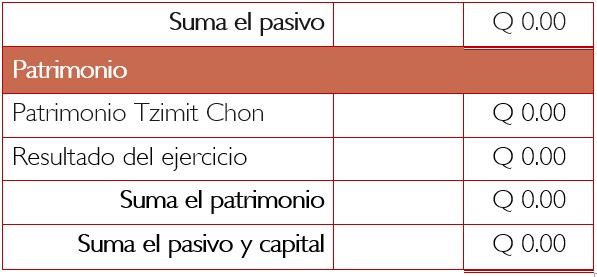 Suma el pasivo Q 0.00
Patrimonio
Patrimonio Tzimit Chon Q 0.00
Resultado del ejercicio Q 0.00
Suma el patrimonio Q 0.00
Suma el pasivo y capital Q 0.00